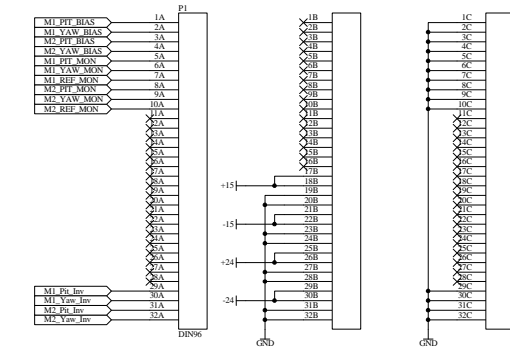 P1
M1_PIT_BIAS 1A 1B 1C
M1_YAW_BIAS 2A 2B 2C
M2_PIT_BIAS 3A 3B 3C
M2_YAW_BIAS 4A 4B 4C
M1_PIT_MON 5A 5B 5C
M1_YAW_MON 6A 6B 6C
M1_REF_MON 7A 7B 7C
M2_PIT_MON 8A 8B 8C
M2_YAW_MON 9A 9B 9C
M2_REF_MON 10A 10B 10C
11A 11B 11C
12A 12B 12C
13A 13B 13C
14A 14B 14C
15A 15B 15C
16A 16B 16C
17A 17B 17C
18A +15 18B 18C
19A 19B 19C
20A 20B 20C
21A 21B 21C
22A -15 22B 22C
23A 23B 23C
24A 24B 24C
25A 25B 25C
26A +24 26B 26C
27A 27B 27C
28A 28B 28C
M1_Pit_Inv 29A 29B 29C
M1_Yaw_Inv 30A -24 30B 30C
M2_Pit_Inv 31A 31B 31C
M2_Yaw_Inv 32A 32B 32C
DIN96
GND GND